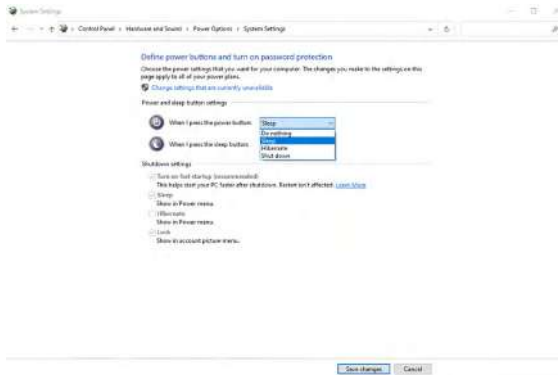 System Settings
Control Panel › Hardware and Sound › Power Options › System Settings
Define power buttons and turn on password protection
Choose the power settings that you want for your computer. The changes you make to the settings on this
page apply to all of your power plans.
Change settings that are currently unavailable
Power and sleep button settings
When I press the power button: Sleep
Do nothing
Sleep
Hibernate
Shut down
When I press the sleep button:
Shutdown settings
Turn on fast startup (recommended)
This helps start your PC faster after shutdown. Restart isn't affected. Learn More
Sleep
Show in Power menu.
Hibernate
Show in Power menu.
Lock
Show in account picture menu.
Save changes Cancel